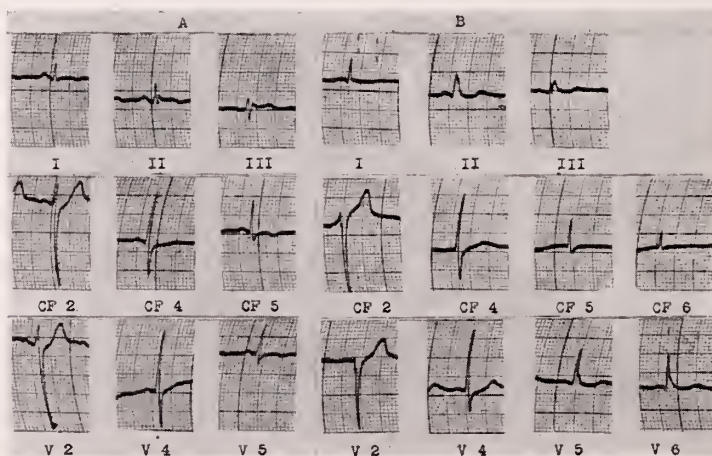 A B
I II III I II III
CF 2 CF 4 CF 5 CF 2 CF 4 CF 5 CF 6
V 2 V 4 V 5 V 2 V 4 V 5 V 6